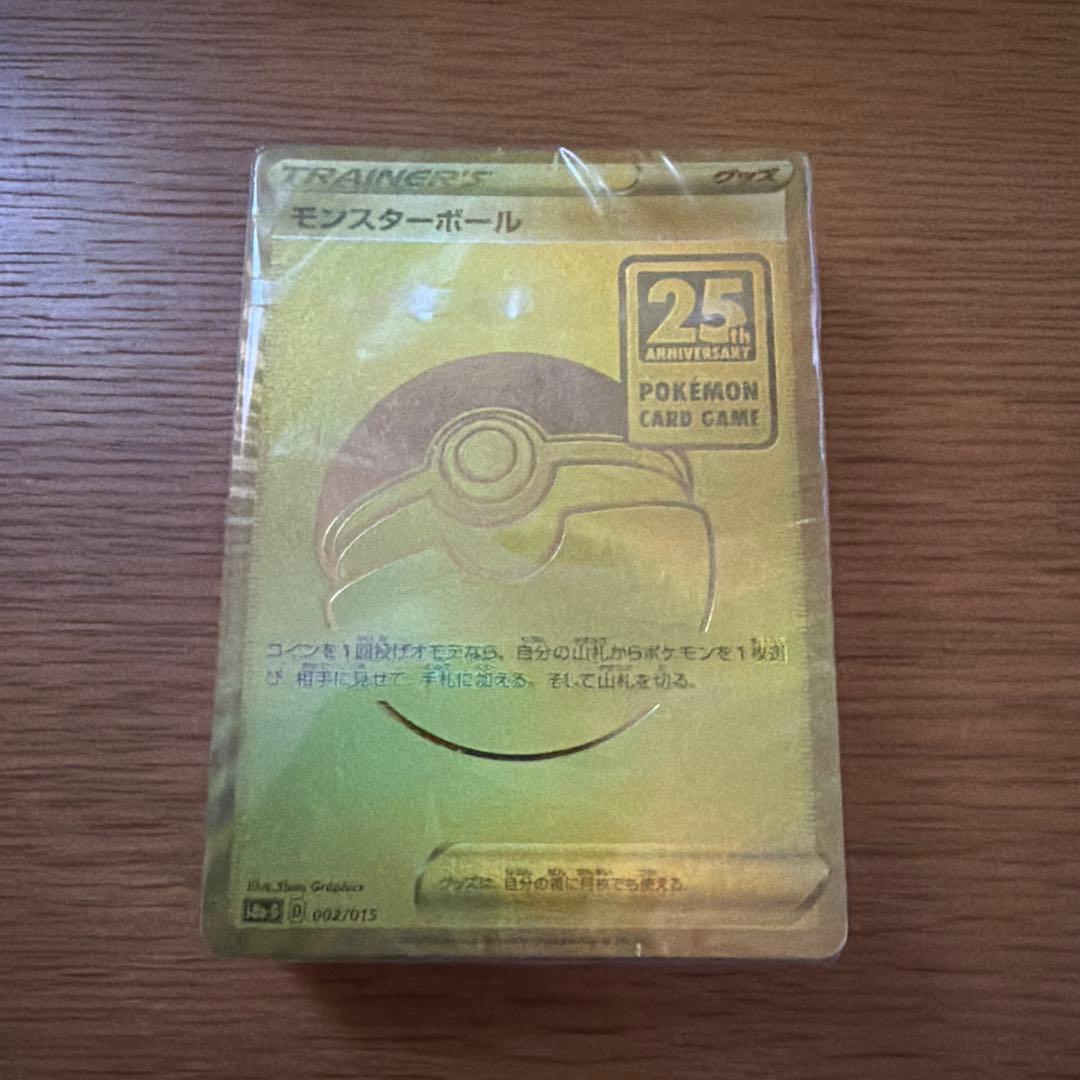 TRAINER'S グッズ
モンスターボール
25th
ANNIVERSARY
POKÉMON
CARD GAME
コインを1回投げオモテなら、自分の山札からポケモンを1枚選
び、相手に見せて、手札に加える。そして山札を切る。
グッズは、自分の番に何枚でも使える。
Graphics
D 002/015